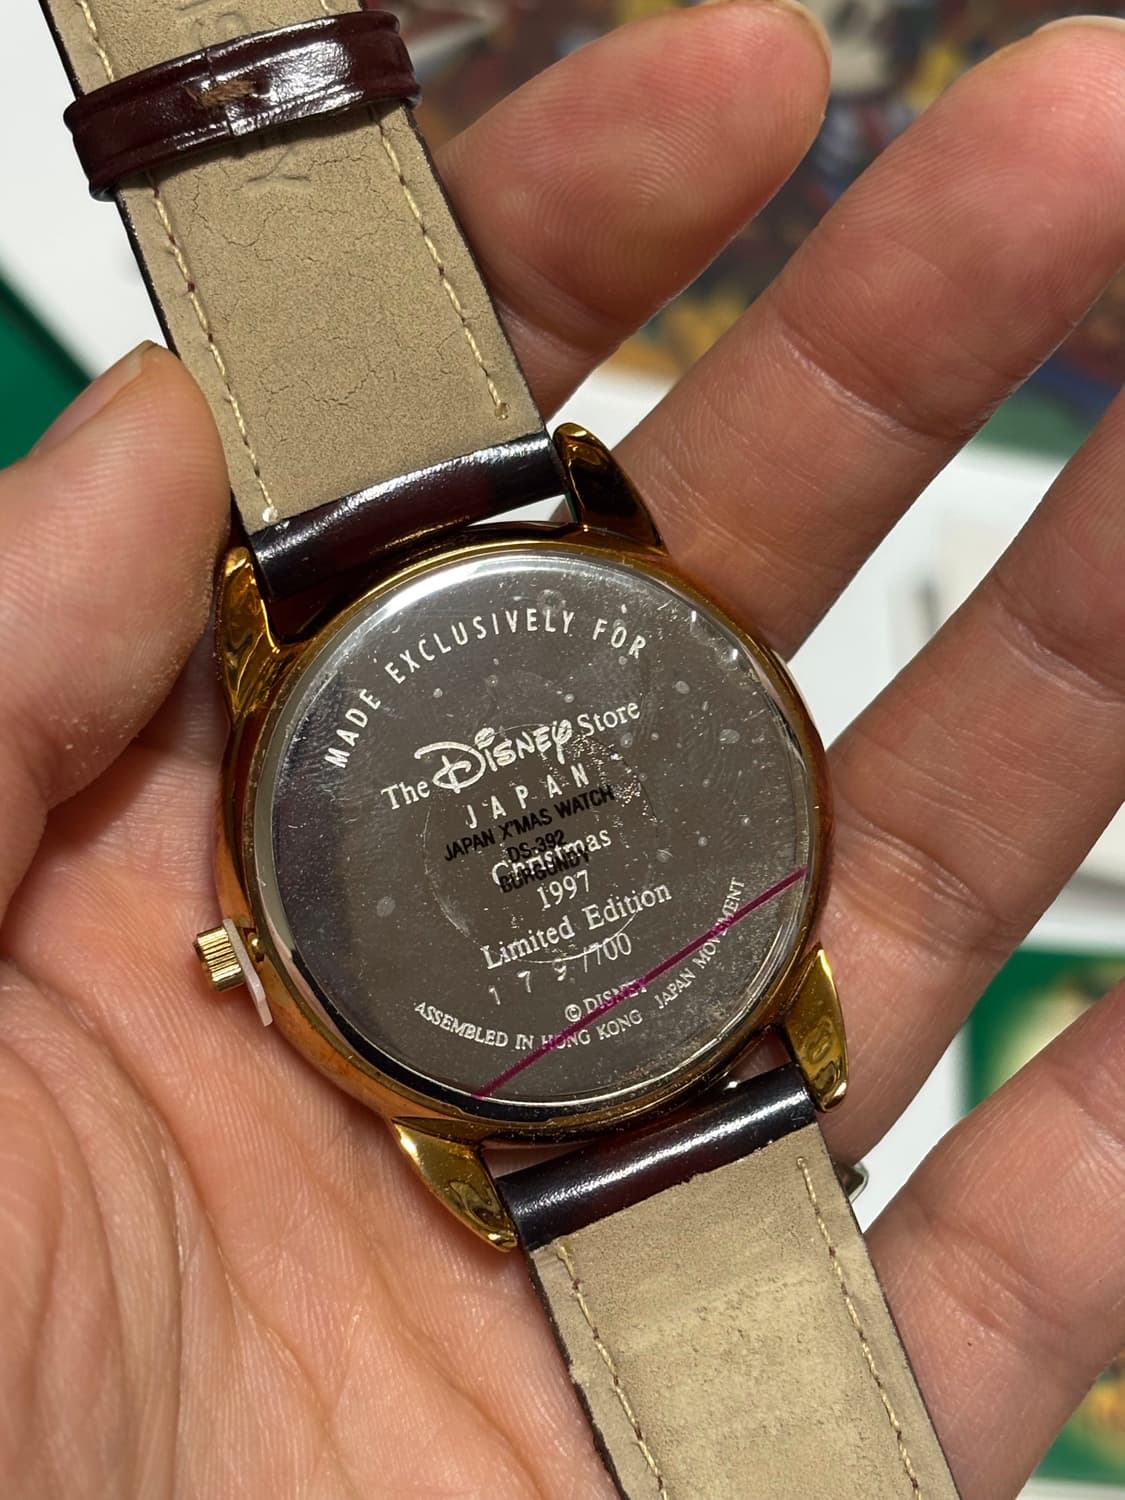 MADE EXCLUSIVELY FOR
The Disney Store
JAPAN
JAPAN X'MAS WATCH
DS-392
Christmas
BURGUNDY
1997
Limited Edition
179/700
© DISNEY
ASSEMBLED IN HONG KONG JAPAN MOVEMENT